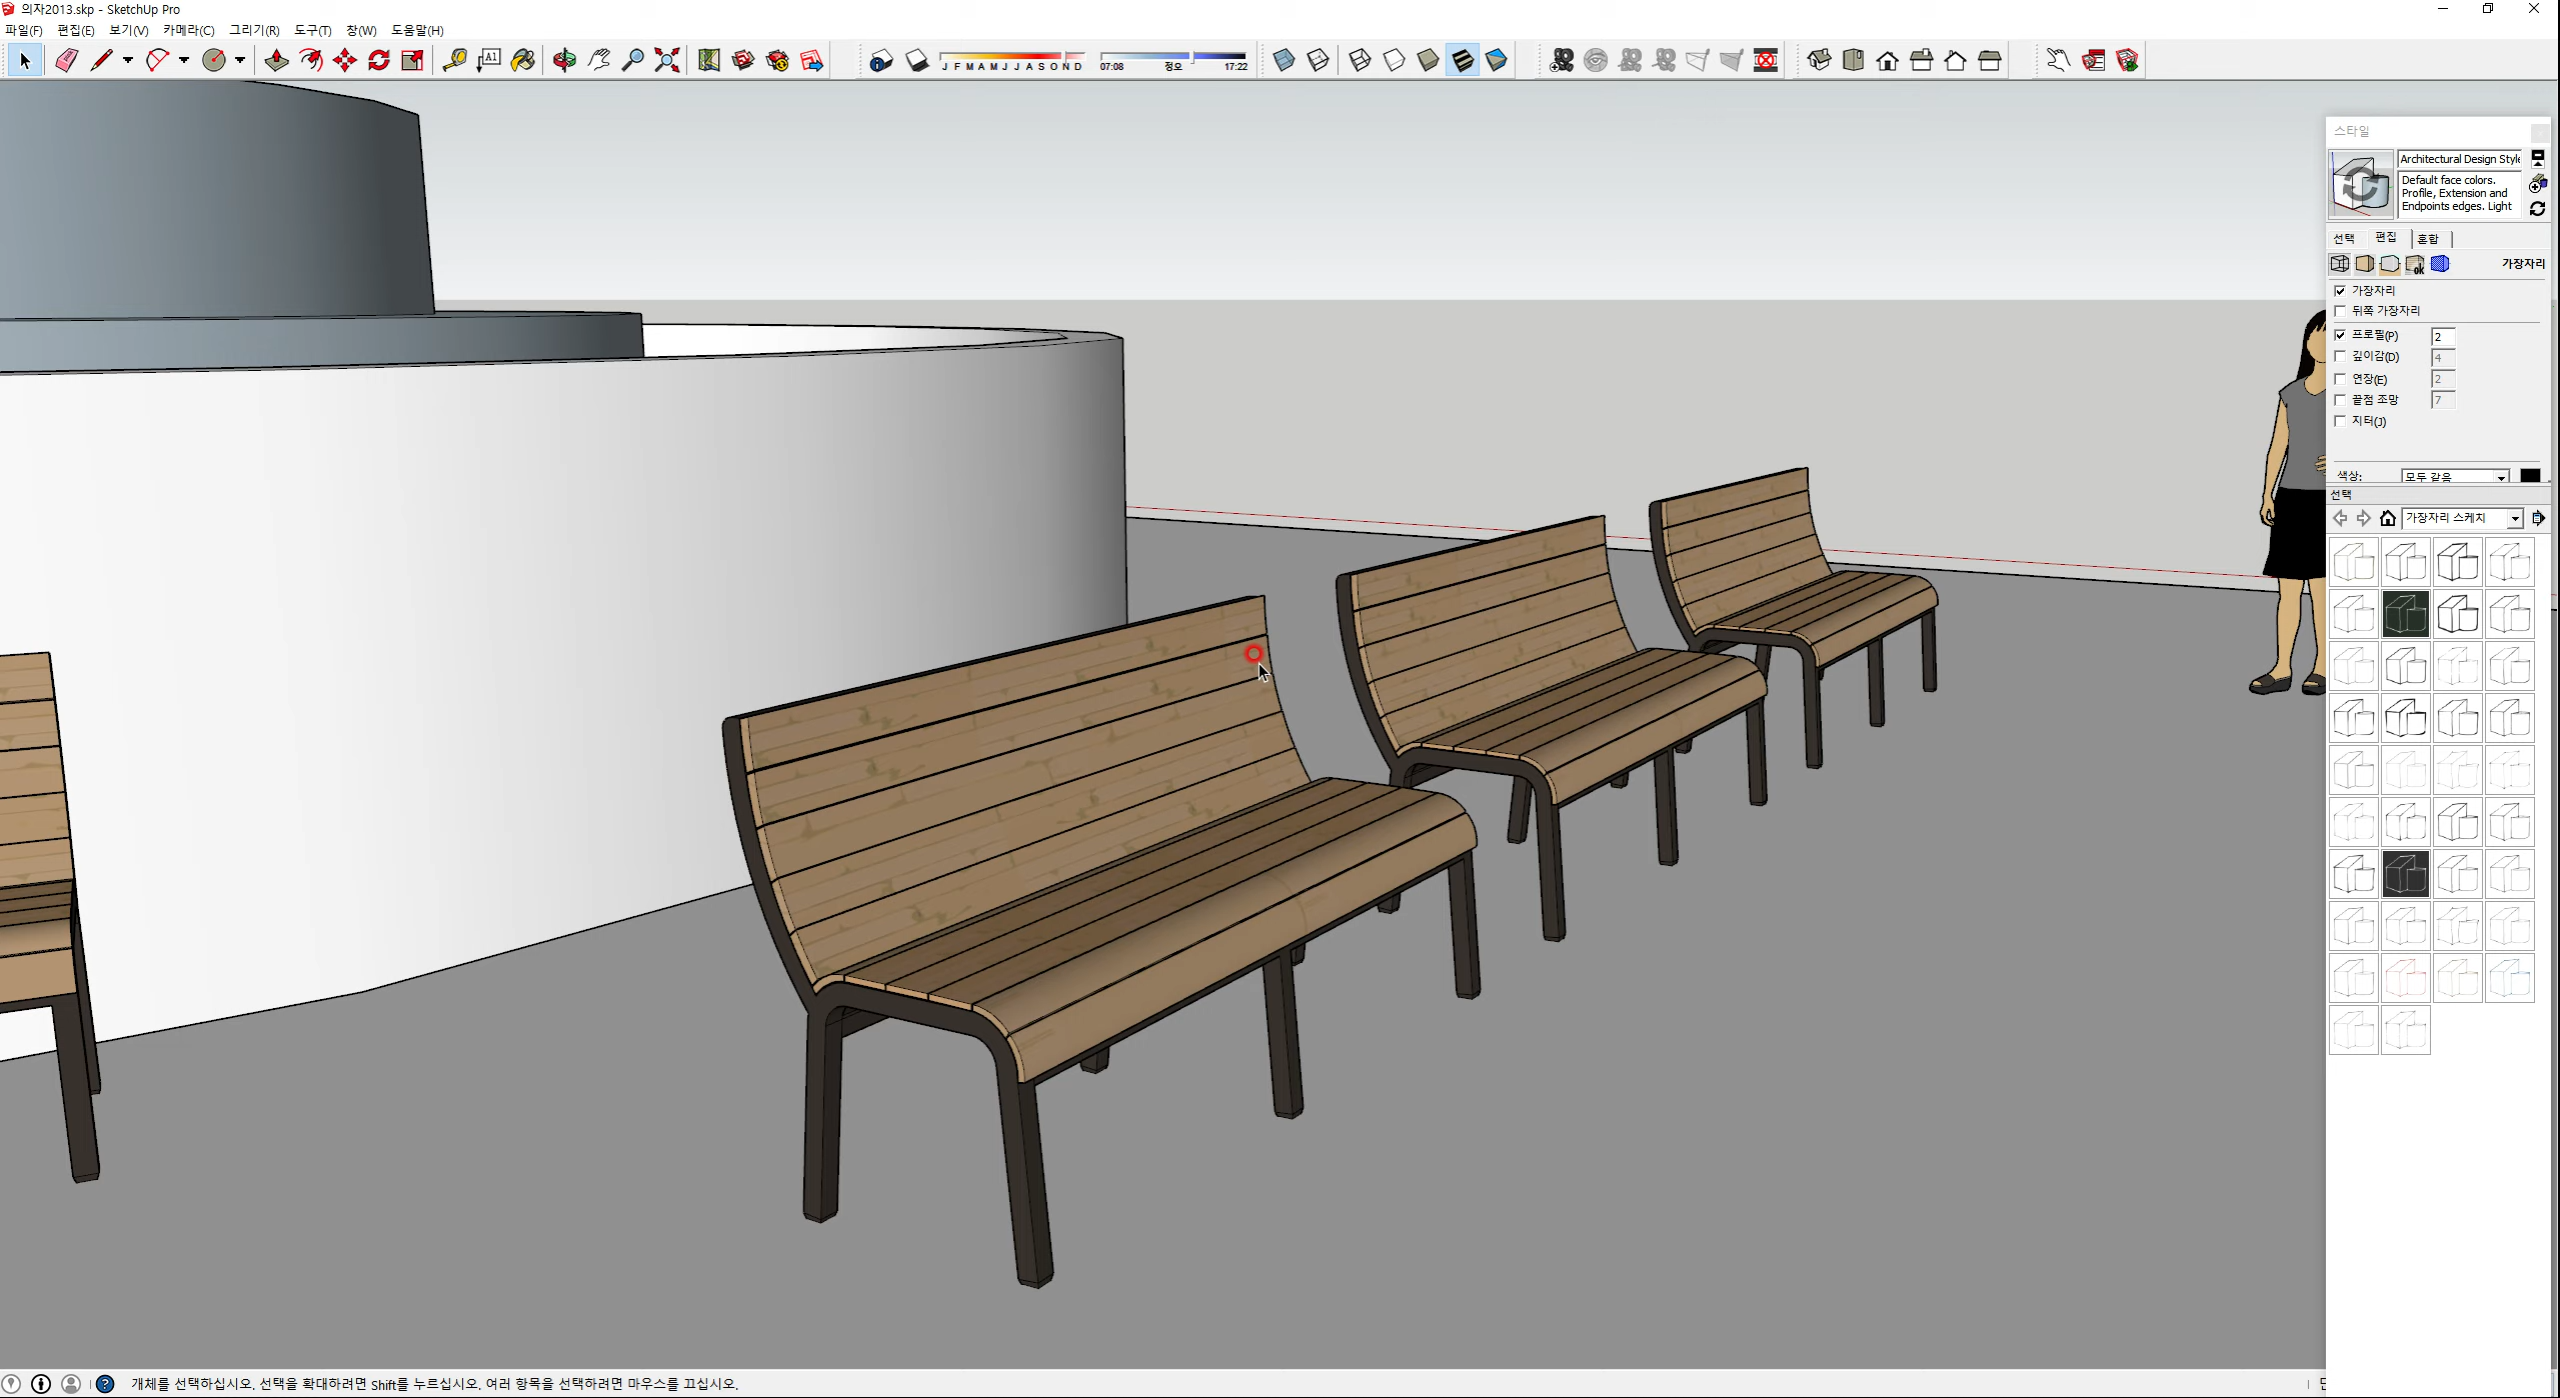 의자2013.skp - SketchUp Pro
파일(F) 편집(E) 보기(V) 카메라(C) 그리기(R) 도구(T) 창(W) 도움말(H)
A1
J F M A M J J A S O N D
07:08 정오 17:22
스타일
Architectural Design Style
Default face colors.
Profile, Extension and
Endpoints edges. Light
선택 편집 혼합
가장자리
가장자리
뒤쪽 가장자리
프로필(P) 2
깊이감(D) 4
연장(E) 2
끝점 조망 7
지터(J)
색상: 모두 같음
선택
가장자리 스케치
개체를 선택하십시오. 선택을 확대하려면 Shift를 누르십시오. 여러 항목을 선택하려면 마우스를 끄십시오.